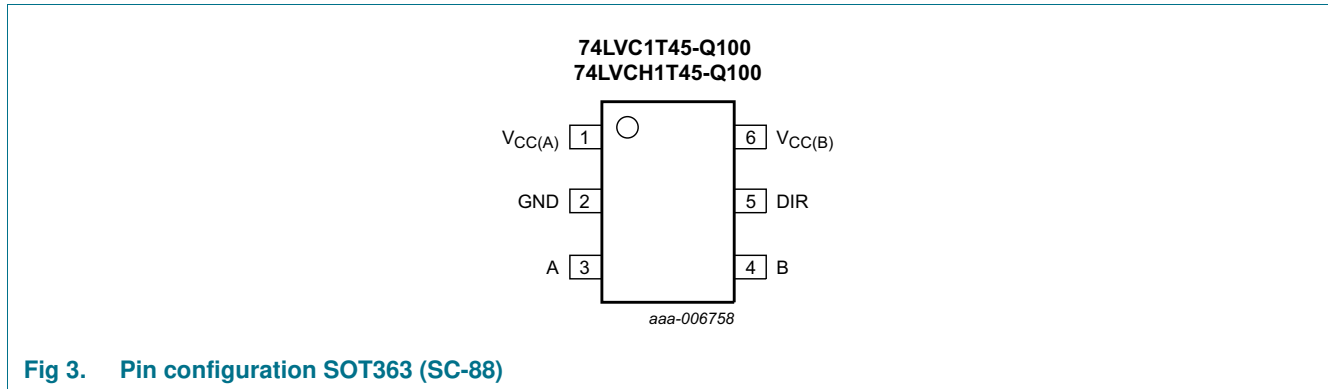 74LVC1T45-Q100
74LVCH1T45-Q100
VCC(A) 1 6 VCC(B)
GND 2 5 DIR
A 3 4 B
aaa-006758
Fig 3. Pin configuration SOT363 (SC-88)